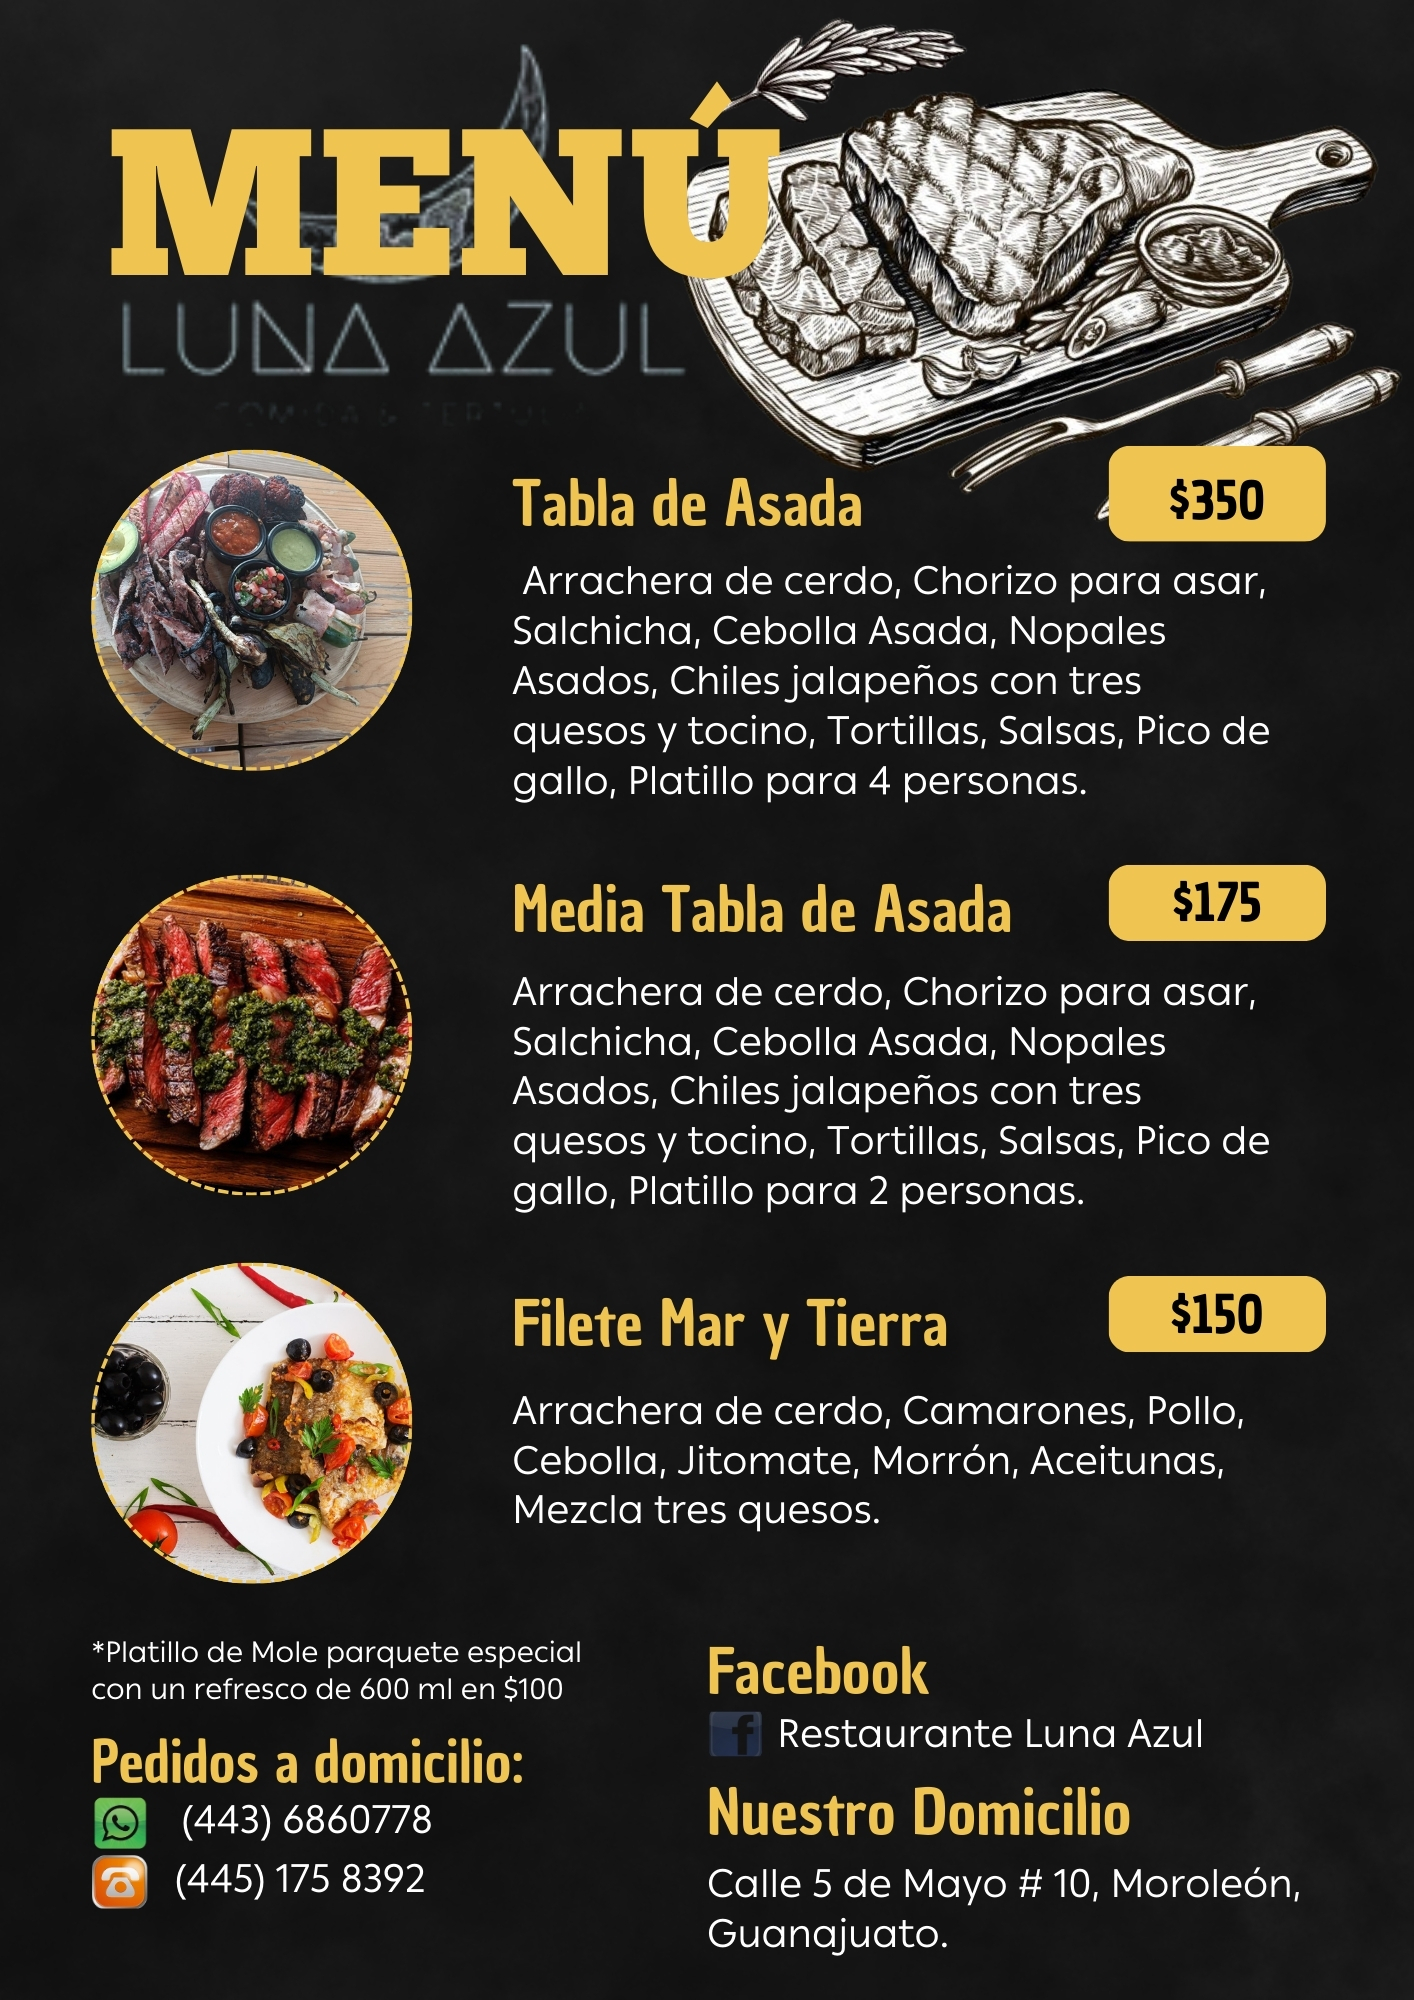 MENÚ
LUNA AZUL
Tabla de Asada
$350
Arrachera de cerdo, Chorizo para asar,
Salchicha, Cebolla Asada, Nopales
Asados, Chiles jalapeños con tres
quesos y tocino, Tortillas, Salsas, Pico de
gallo, Platillo para 4 personas.
Media Tabla de Asada
$175
Arrachera de cerdo, Chorizo para asar,
Salchicha, Cebolla Asada, Nopales
Asados, Chiles jalapeños con tres
quesos y tocino, Tortillas, Salsas, Pico de
gallo, Platillo para 2 personas.
Filete Mar y Tierra
$150
Arrachera de cerdo, Camarones, Pollo,
Cebolla, Jitomate, Morrón, Aceitunas,
Mezcla tres quesos.
*Platillo de Mole parquete especial
con un refresco de 600 ml en $100
Pedidos a domicilio:
(443) 6860778
(445) 175 8392
Facebook
Restaurante Luna Azul
Nuestro Domicilio
Calle 5 de Mayo # 10, Moroleón,
Guanajuato.